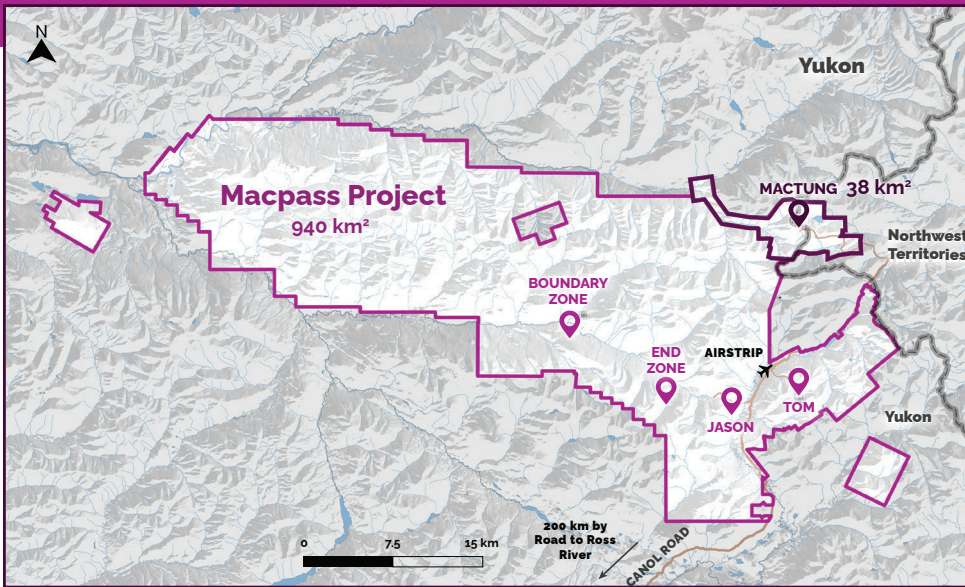 N
Yukon
Macpass Project
940 km²
MACTUNG 38 km²
Northwest
Territories
BOUNDARY
ZONE
END
ZONE
AIRSTRIP
JASON
TOM
Yukon
200 km by
Road to Ross
River
CANOL ROAD
0 7.5 15 km